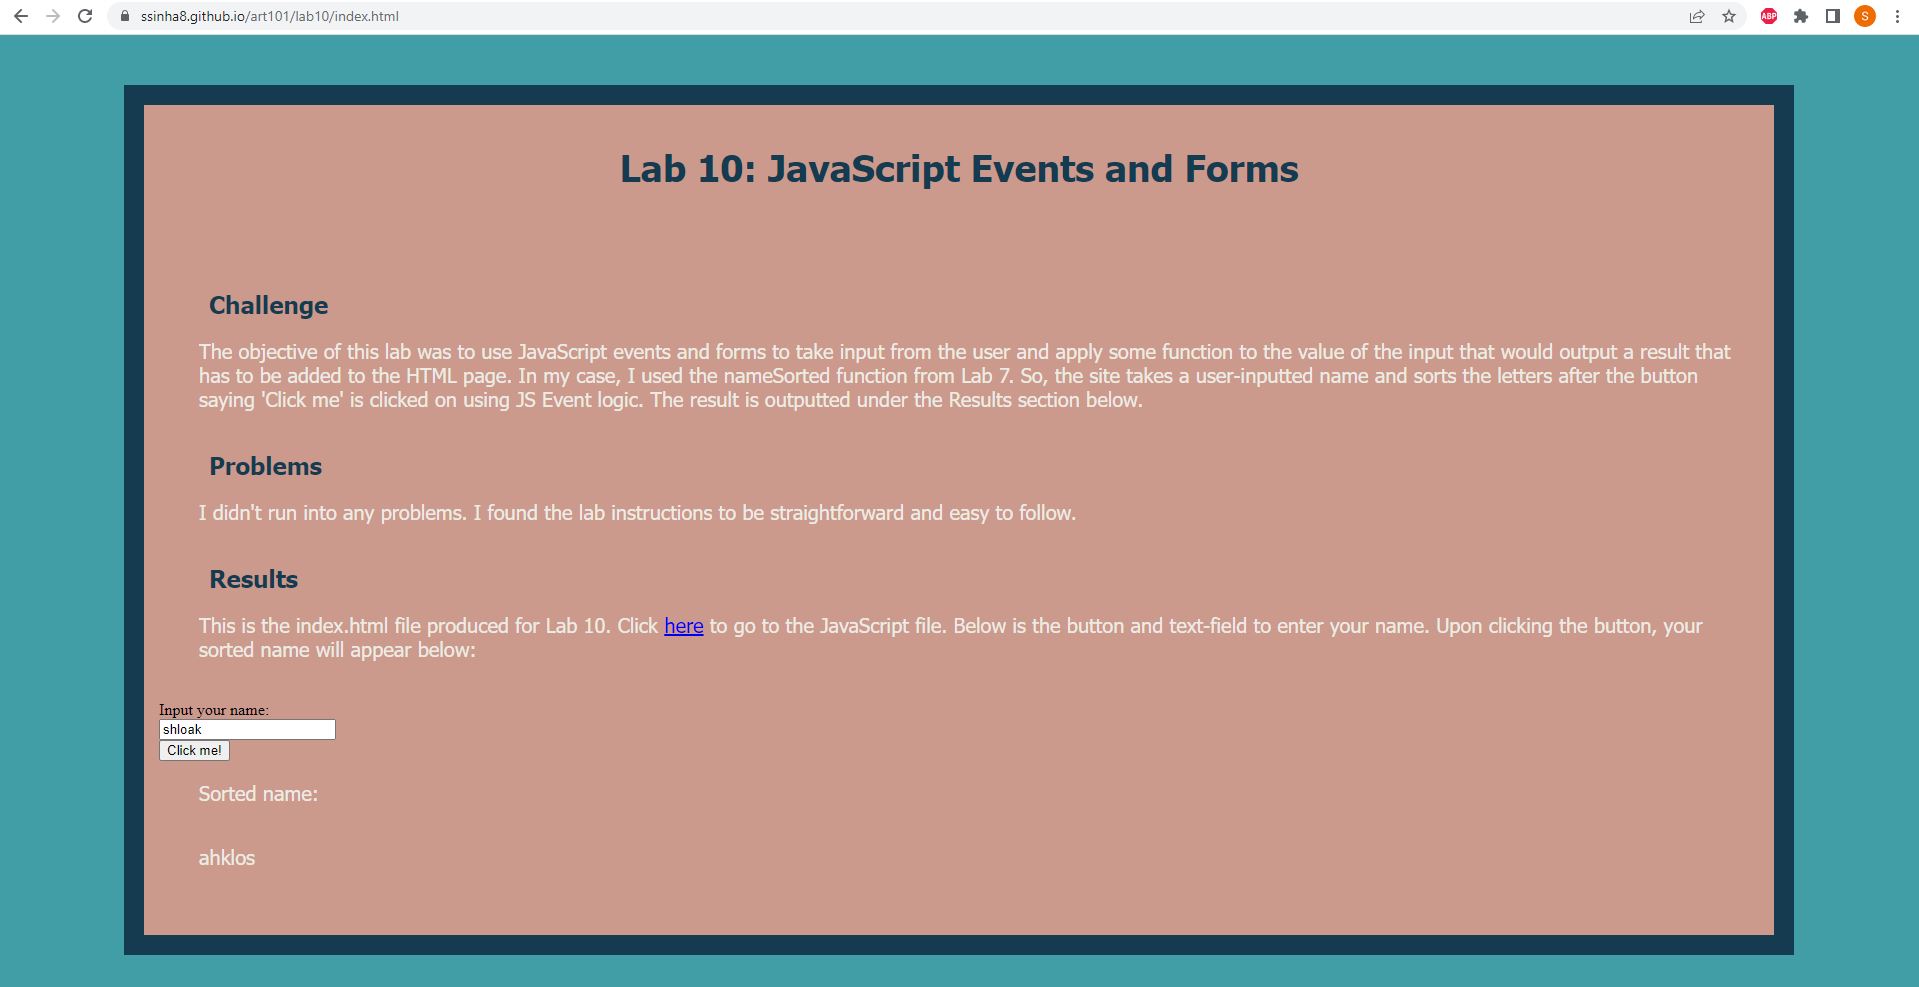 ssinha8.github.io/art101/lab10/index.html
ABP
S
Lab 10: JavaScript Events and Forms
Challenge
The objective of this lab was to use JavaScript events and forms to take input from the user and apply some function to the value of the input that would output a result that
has to be added to the HTML page. In my case, I used the nameSorted function from Lab 7. So, the site takes a user-inputted name and sorts the letters after the button
saying 'Click me' is clicked on using JS Event logic. The result is outputted under the Results section below.
Problems
I didn't run into any problems. I found the lab instructions to be straightforward and easy to follow.
Results
This is the index.html file produced for Lab 10. Click here to go to the JavaScript file. Below is the button and text-field to enter your name. Upon clicking the button, your
sorted name will appear below:
Input your name:
shloak
Click me!
Sorted name:
ahklos